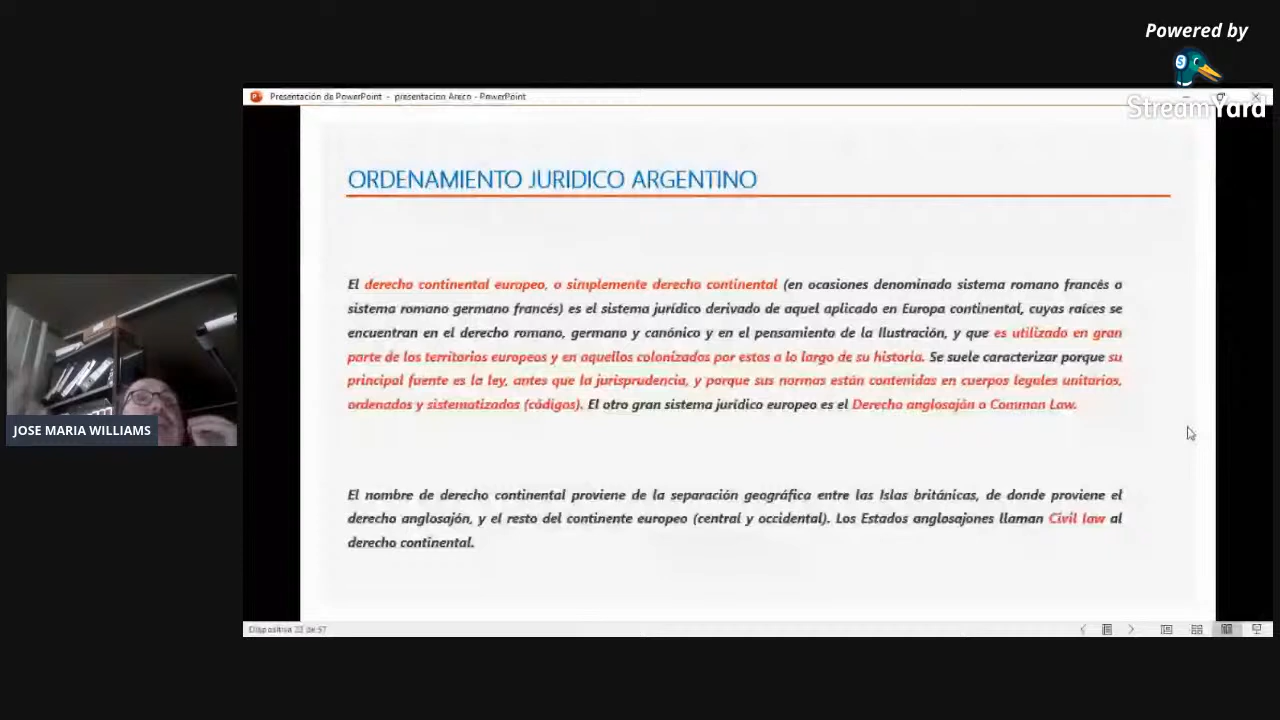 Powered by
StreamYard
Presentación de PowerPoint - presentacion Areco - PowerPoint
ORDENAMIENTO JURIDICO ARGENTINO
El derecho continental europeo, o simplemente derecho continental (en ocasiones denominado sistema romano francés o
sistema romano germano francés) es el sistema jurídico derivado de aquel aplicado en Europa continental, cuyas raíces se
encuentran en el derecho romano, germano y canónico y en el pensamiento de la Ilustración, y que es utilizado en gran
parte de los territorios europeos y en aquellos colonizados por estos a lo largo de su historia. Se suele caracterizar porque su
principal fuente es la ley, antes que la jurisprudencia, y porque sus normas están contenidas en cuerpos legales unitarios,
ordenados y sistematizados (códigos). El otro gran sistema jurídico europeo es el Derecho anglosajón o Common Law.
El nombre de derecho continental proviene de la separación geográfica entre las Islas británicas, de donde proviene el
derecho anglosajón, y el resto del continente europeo (central y occidental). Los Estados anglosajones llaman Civil law al
derecho continental.
JOSE MARIA WILLIAMS
Diapositiva de 57